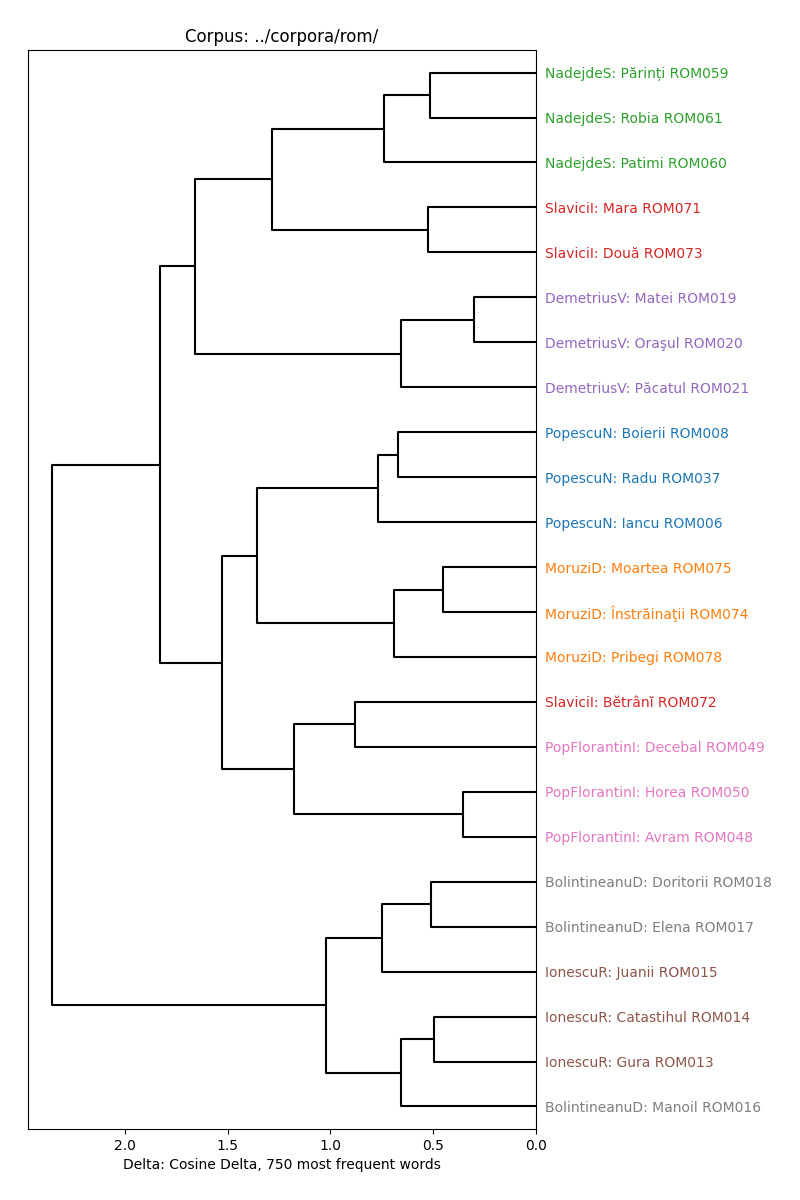 Corpus: ../corpora/rom/
NadejdeS: Părinți ROM059
NadejdeS: Robia ROM061
NadejdeS: Patimi ROM060
SlaviciI: Mara ROM071
SlaviciI: Două ROM073
DemetriusV: Matei ROM019
DemetriusV: Oraşul ROM020
DemetriusV: Păcatul ROM021
PopescuN: Boierii ROM008
PopescuN: Radu ROM037
PopescuN: Iancu ROM006
MoruziD: Moartea ROM075
MoruziD: Înstrăinaţii ROM074
MoruziD: Pribegi ROM078
SlaviciI: Bĕtrânĭ ROM072
PopFlorantinI: Decebal ROM049
PopFlorantinI: Horea ROM050
PopFlorantinI: Avram ROM048
BolintineanuD: Doritorii ROM018
BolintineanuD: Elena ROM017
IonescuR: Juanii ROM015
IonescuR: Catastihul ROM014
IonescuR: Gura ROM013
BolintineanuD: Manoil ROM016
2.0 1.5 1.0 0.5 0.0
Delta: Cosine Delta, 750 most frequent words